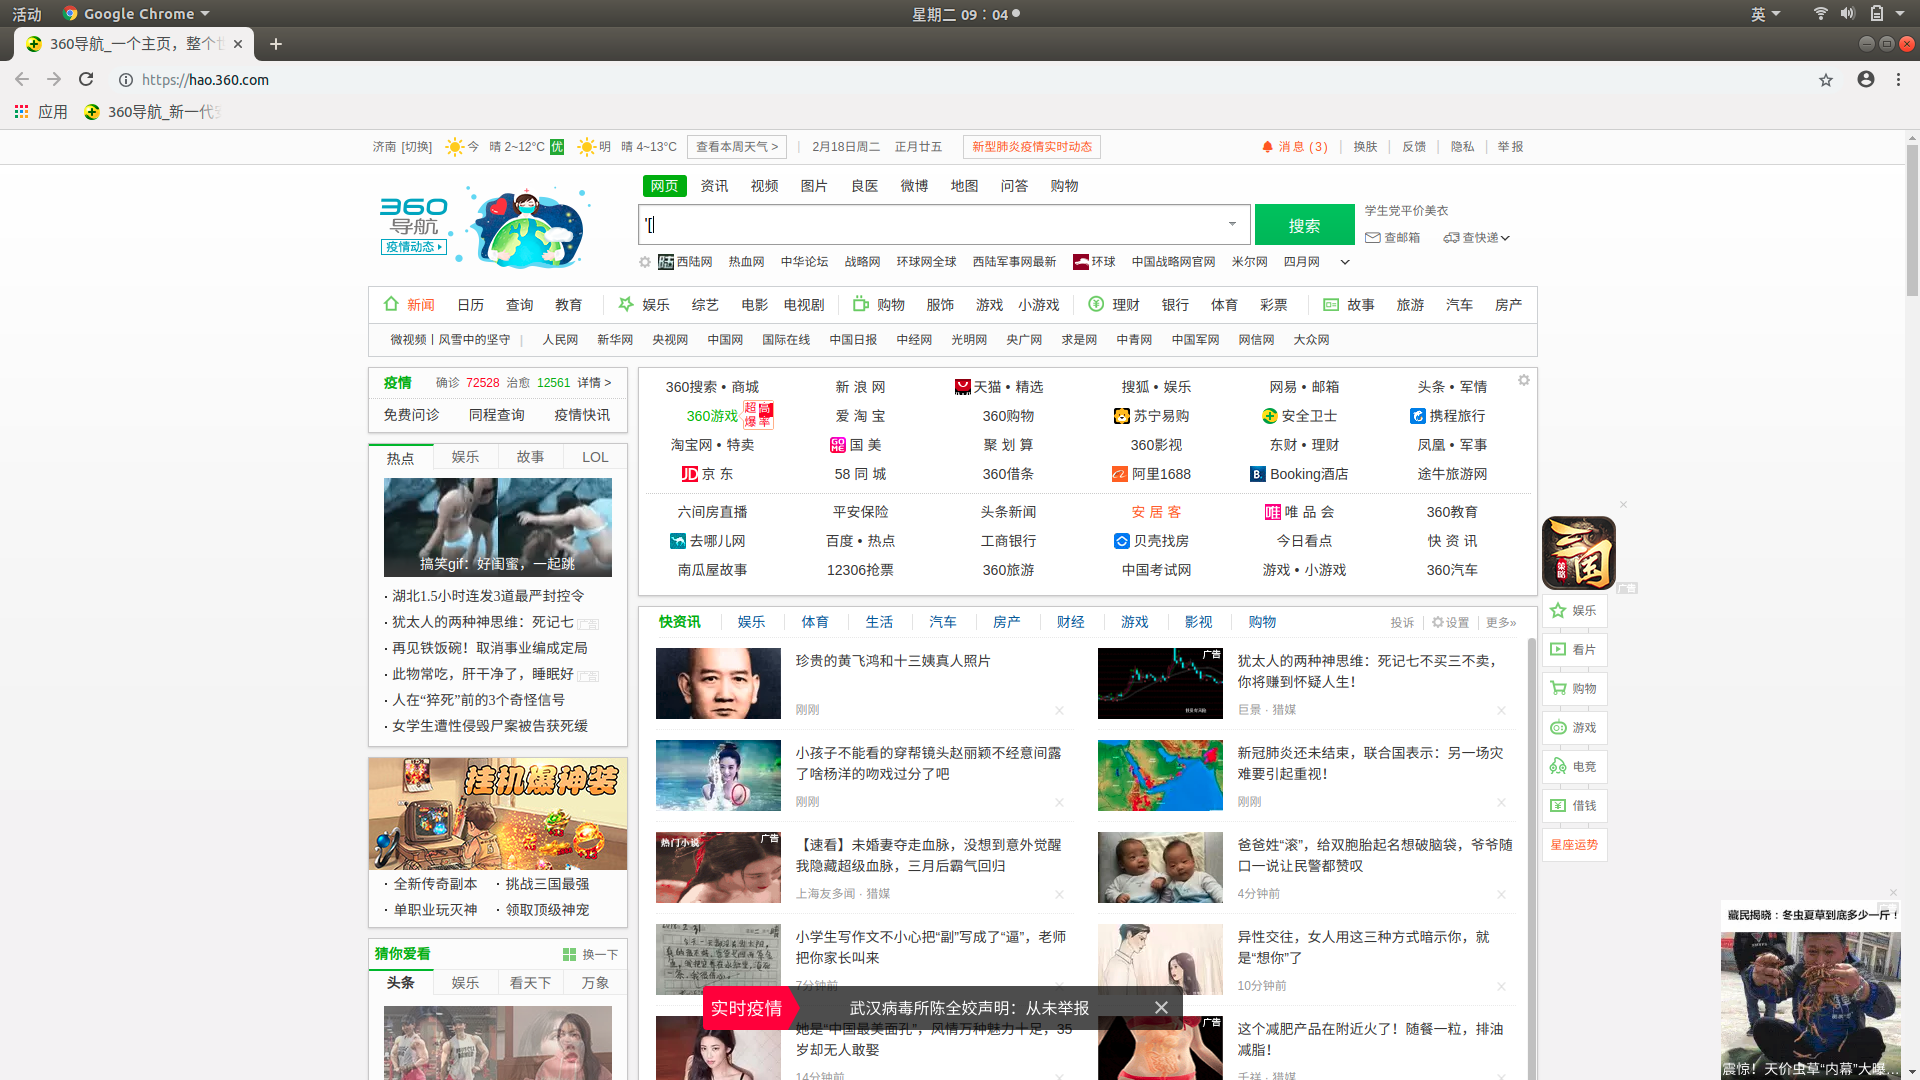 活动 Google Chrome 星期二 09：04 英
360导航_一个主页，整个世
https://hao.360.com
应用 360导航_新一代安
济南 [切换] 今 晴 2~12°C 优 明 晴 4~13°C 查看本周天气 > 2月18日周二 正月廿五 新型肺炎疫情实时动态 消息 (3) 换肤 反馈 隐私 举报
网页 资讯 视频 图片 良医 微博 地图 问答 购物
360 导航
疫情动态
'[ 搜索
学生党平价美衣
查邮箱 查快递
西陆网 热血网 中华论坛 战略网 环球网全球 西陆军事网最新 环球 中国战略网官网 米尔网 四月网
新闻 日历 查询 教育 娱乐 综艺 电影 电视剧 购物 服饰 游戏 小游戏 理财 银行 体育 彩票 故事 旅游 汽车 房产
微视频丨风雪中的坚守 | 人民网 新华网 央视网 中国网 国际在线 中国日报 中经网 光明网 央广网 求是网 中青网 中国军网 网信网 大众网
疫情 确诊 72528 治愈 12561 详情 >
免费问诊 同程查询 疫情快讯
热点 娱乐 故事 LOL
搞笑gif：好闺蜜，一起跳
湖北1.5小时连发3道最严封控令
犹太人的两种神思维：死记七 广告
再见铁饭碗！取消事业编成定局
此物常吃，肝干净了，睡眠好 广告
人在“猝死”前的3个奇怪信号
女学生遭性侵毁尸案被告获死缓
挂机爆神装
全新传奇副本 挑战三国最强
单职业玩灭神 领取顶级神宠
猜你爱看 换一下
头条 娱乐 看天下 万象
360搜索 • 商城 新 浪 网 天猫 • 精选 搜狐 • 娱乐 网易 • 邮箱 头条 • 军情
360游戏 超高爆率 爱 淘 宝 360购物 苏宁易购 安全卫士 携程旅行
淘宝网 • 特卖 国 美 聚 划 算 360影视 东财 • 理财 凤凰 • 军事
JD 京 东 58 同 城 360借条 阿里1688 B. Booking酒店 途牛旅游网
六间房直播 平安保险 头条新闻 安 居 客 唯 唯 品 会 360教育
去哪儿网 百度 • 热点 工商银行 贝壳找房 今日看点 快 资 讯
南瓜屋故事 12306抢票 360旅游 中国考试网 游戏 • 小游戏 360汽车
快资讯 娱乐 体育 生活 汽车 房产 财经 游戏 影视 购物 投诉 设置 更多»
珍贵的黄飞鸿和十三姨真人照片
刚刚
广告
犹太人的两种神思维：死记七不买三不卖，
你将赚到怀疑人生！
巨景 · 猎媒
小孩子不能看的穿帮镜头赵丽颖不经意间露
了啥杨洋的吻戏过分了吧
刚刚
新冠肺炎还未结束，联合国表示：另一场灾
难要引起重视！
刚刚
热门小说 广告
【速看】未婚妻夺走血脉，没想到意外觉醒
我隐藏超级血脉，三月后霸气回归
上海友多闻 · 猎媒
爸爸姓“滚”，给双胞胎起名想破脑袋，爷爷随
口一说让民警都赞叹
4分钟前
小学生写作文不小心把“副”写成了“逼”，老师
把你家长叫来
7分钟前
异性交往，女人用这三种方式暗示你，就
是“想你”了
10分钟前
实时疫情 武汉病毒所陈全姣声明：从未举报
她是“中国最美面孔”，风情万种魅力十足，35
岁却无人敢娶
14分钟前
广告
这个减肥产品在附近火了！随餐一粒，排油
减脂！
千祥 · 猎媒
三国
策略
广告
娱乐
看片
购物
游戏
电竞
借钱
星座运势
藏民揭晓：冬虫夏草到底多少一斤！
震惊！天价虫草“内幕”大曝…